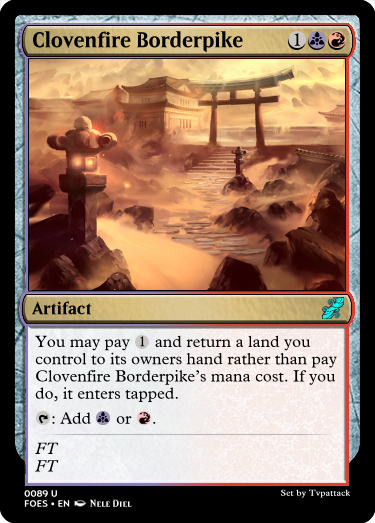 Clovenfire Borderpike 1
Artifact
You may pay 1 and return a land you
control to its owners hand rather than pay
Clovenfire Borderpike's mana cost. If you
do, it enters tapped.
: Add or .
FT
FT
0089 U
FOES • EN Nele Diel
Set by Tvpattack